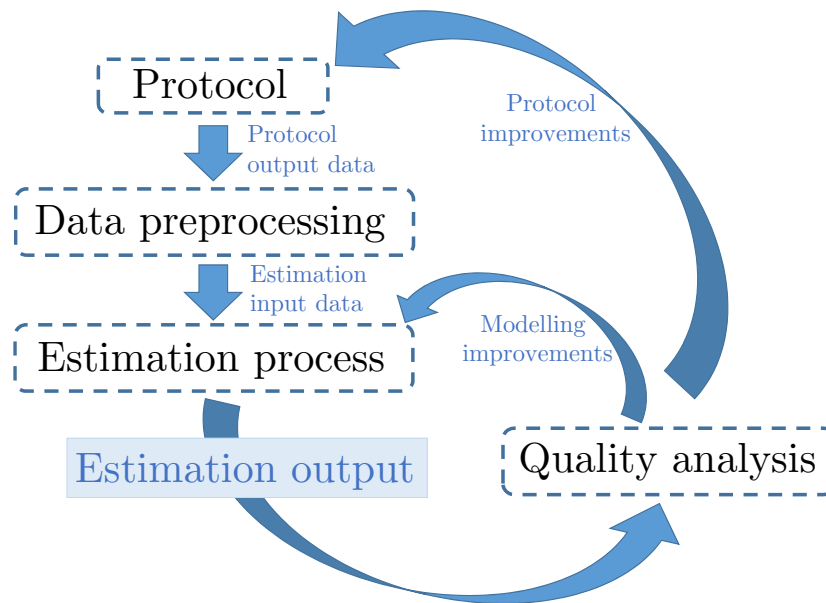 Protocol
Protocol
output data
Protocol
improvements
Data preprocessing
Estimation
input data
Modelling
improvements
Estimation process
Estimation output
Quality analysis